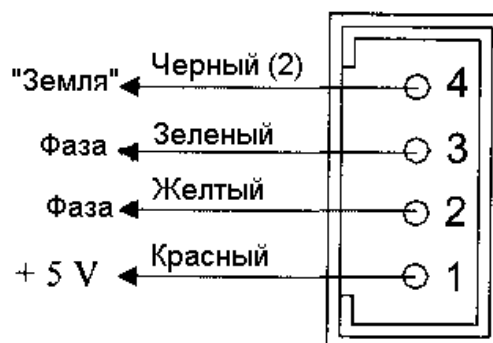 "Земля" Черный (2) 4
Фаза Зеленый 3
Фаза Желтый 2
+ 5 V Красный 1